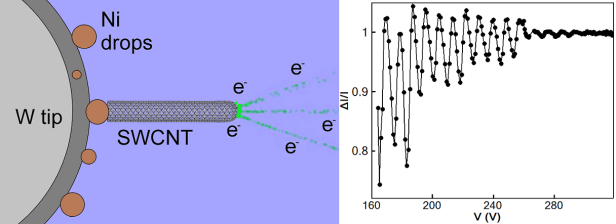 Ni
drops
W tip
SWCNT
e-
e-
e-
e-
e-
ΔI/I
1
0.9
0.8
160
200
240
280
V (V)